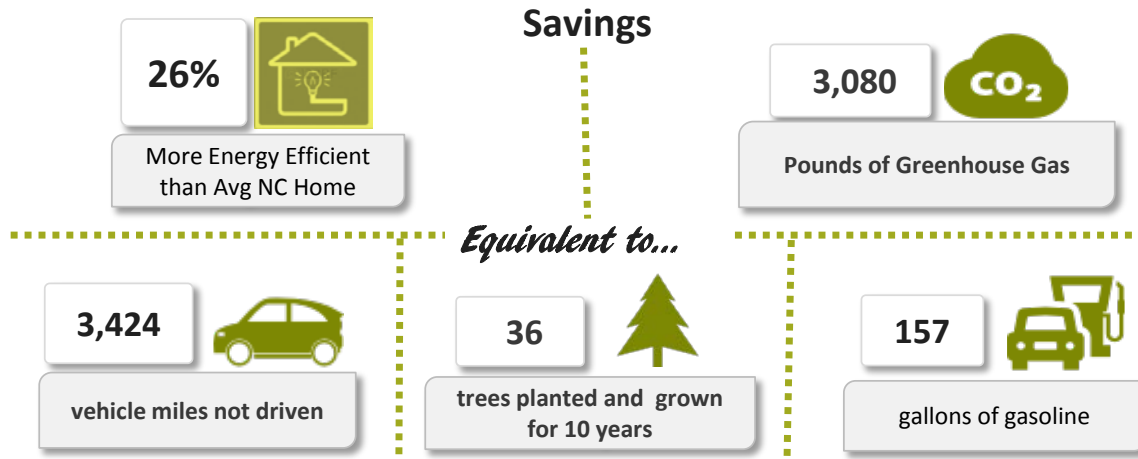 Savings
26%
More Energy Efficient
than Avg NC Home
3,080
CO₂
Pounds of Greenhouse Gas
Equivalent to...
3,424
vehicle miles not driven
36
trees planted and grown
for 10 years
157
gallons of gasoline